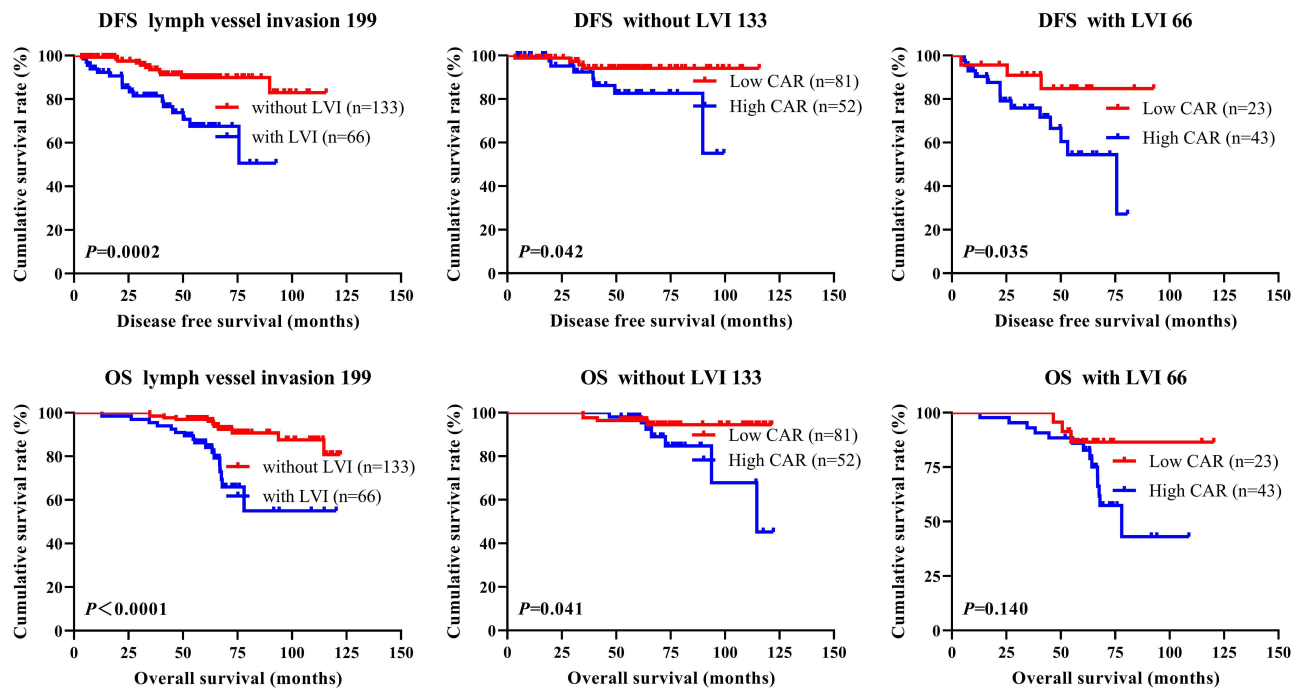 DFS lymph vessel invasion 199
Cumulative survival rate (%)
100
80
60
40
20
0
without LVI (n=133)
with LVI (n=66)
P=0.0002
0 25 50 75 100 125 150
Disease free survival (months)
DFS without LVI 133
Cumulative survival rate (%)
100
80
60
40
20
0
Low CAR (n=81)
High CAR (n=52)
P=0.042
0 25 50 75 100 125 150
Disease free survival (months)
DFS with LVI 66
Cumulative survival rate (%)
100
80
60
40
20
0
Low CAR (n=23)
High CAR (n=43)
P=0.035
0 25 50 75 100 125 150
Disease free survival (months)
OS lymph vessel invasion 199
Cumulative survival rate (%)
100
80
60
40
20
0
without LVI (n=133)
with LVI (n=66)
P<0.0001
0 25 50 75 100 125 150
Overall survival (months)
OS without LVI 133
Cumulative survival rate (%)
100
80
60
40
20
0
Low CAR (n=81)
High CAR (n=52)
P=0.041
0 25 50 75 100 125 150
Overall survival (months)
OS with LVI 66
Cumulative survival rate (%)
100
75
50
25
0
Low CAR (n=23)
High CAR (n=43)
P=0.140
0 25 50 75 100 125 150
Overall survival (months)